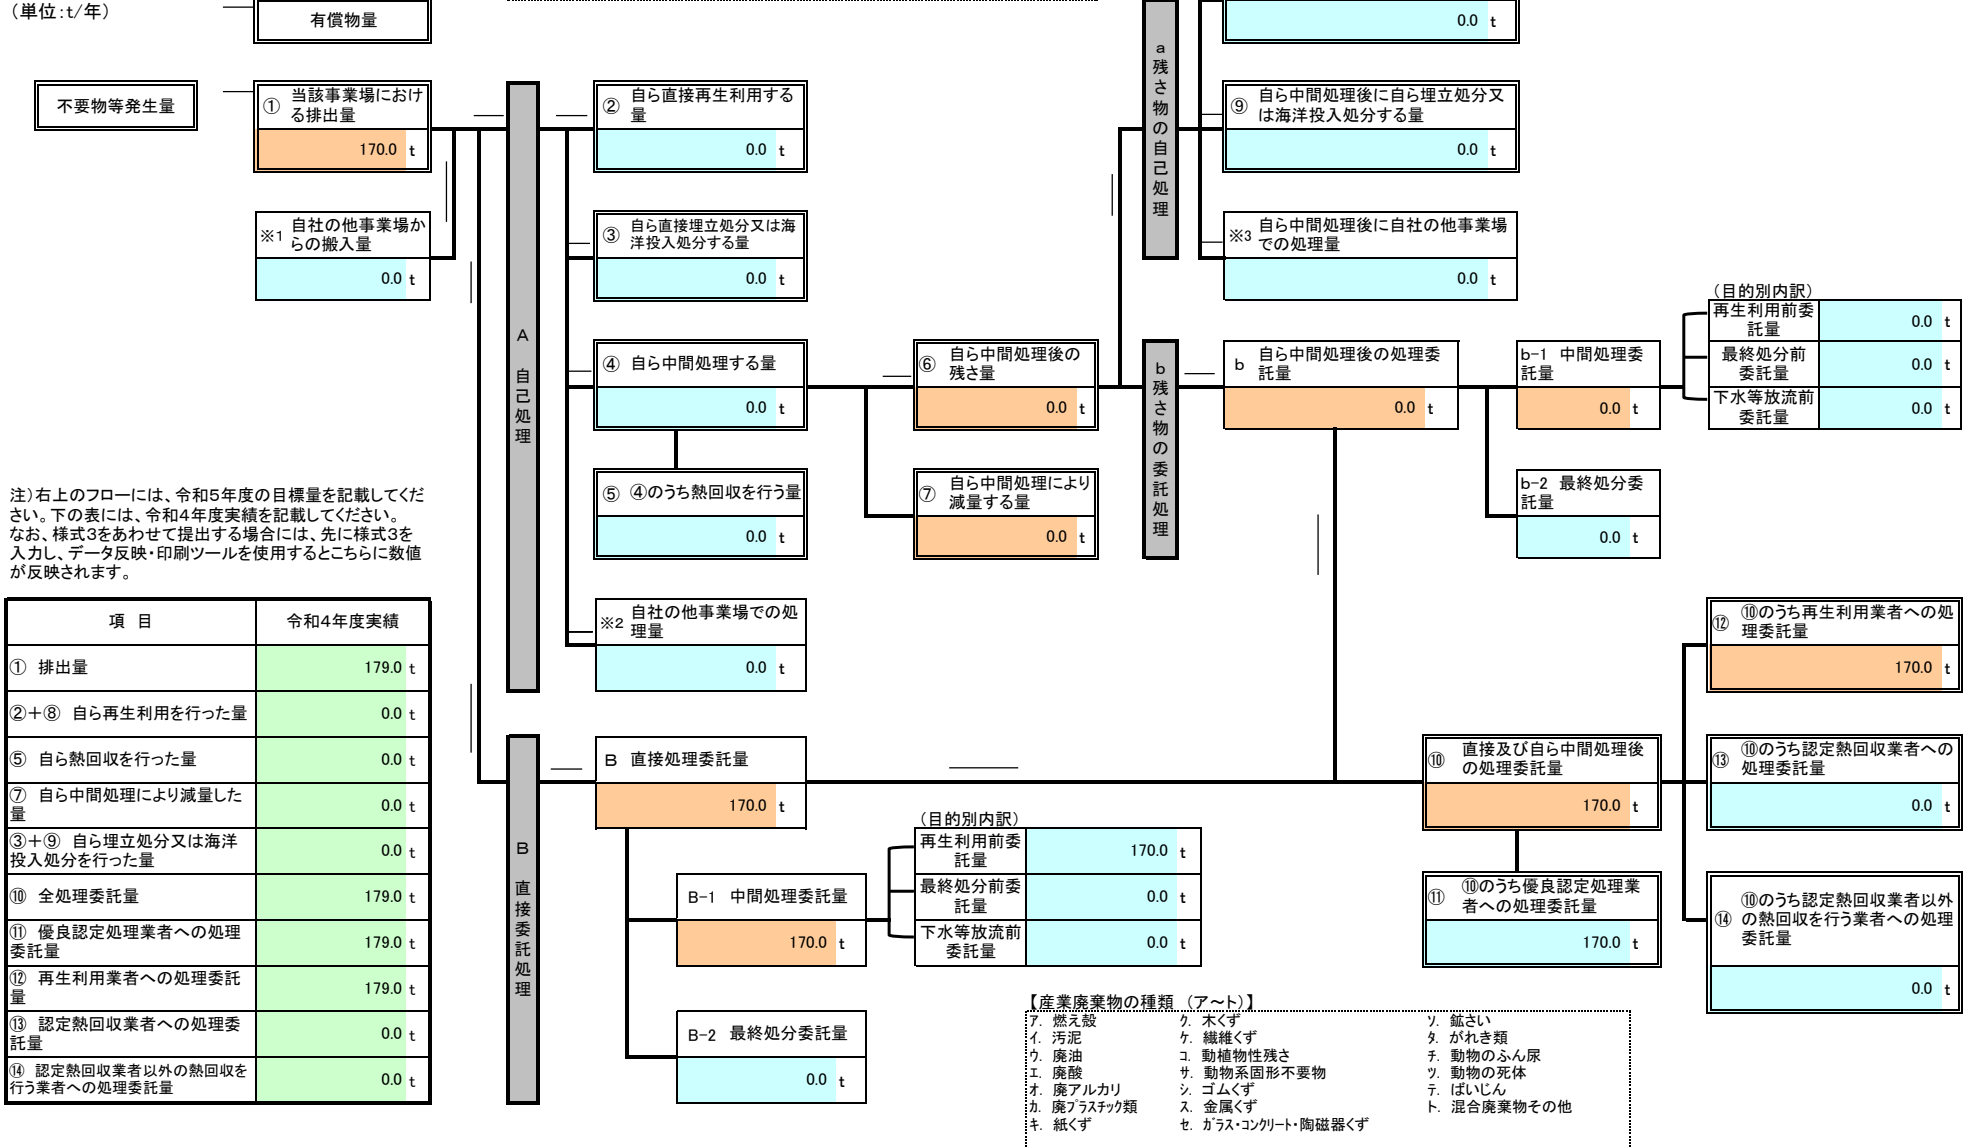 (単位:t/年)
有償物量
0.0 t
不要物等発生量
① 当該事業場におけ
る排出量
170.0 t
※1 自社の他事業場か
らの搬入量
0.0 t
A 自己処理
② 自ら直接再生利用する
量
0.0 t
③ 自ら直接埋立処分又は海
洋投入処分する量
0.0 t
④ 自ら中間処理する量
0.0 t
⑤ ④のうち熱回収を行う量
0.0 t
※2 自社の他事業場での処
理量
0.0 t
⑥ 自ら中間処理後の
残さ量
0.0 t
⑦ 自ら中間処理により
減量する量
0.0 t
a 残さ物の自己処理
⑨ 自ら中間処理後に自ら埋立処分又
は海洋投入処分する量
0.0 t
※3 自ら中間処理後に自社の他事業場
での処理量
0.0 t
b 残さ物の委託処理
b 自ら中間処理後の処理委
託量
0.0 t
b-1 中間処理委
託量
0.0 t
(目的別内訳)
再生利用前委
託量
0.0 t
最終処分前
委託量
0.0 t
下水等放流前
委託量
0.0 t
b-2 最終処分委
託量
0.0 t
注)右上のフローには、令和5年度の目標量を記載してくだ
さい。下の表には、令和4年度実績を記載してください。
なお、様式3をあわせて提出する場合には、先に様式3を
入力し、データ反映・印刷ツールを使用するとこちらに数値
が反映されます。
項 目 令和4年度実績
① 排出量 179.0 t
②+⑧ 自ら再生利用を行った量 0.0 t
⑤ 自ら熱回収を行った量 0.0 t
⑦ 自ら中間処理により減量した
量 0.0 t
③+⑨ 自ら埋立処分又は海洋
投入処分を行った量 0.0 t
⑩ 全処理委託量 179.0 t
⑪ 優良認定処理業者への処理
委託量 179.0 t
⑫ 再生利用業者への処理委託
量 179.0 t
⑬ 認定熱回収業者への処理委
託量 0.0 t
⑭ 認定熱回収業者以外の熱回収を
行う業者への処理委託量 0.0 t
B 直接委託処理
B 直接処理委託量
170.0 t
B-1 中間処理委託量
170.0 t
(目的別内訳)
再生利用前委
託量
170.0 t
最終処分前委
託量
0.0 t
下水等放流前
委託量
0.0 t
B-2 最終処分委託量
0.0 t
⑩ 直接及び自ら中間処理後
の処理委託量
170.0 t
⑪ ⑩のうち優良認定処理業
者への処理委託量
170.0 t
⑫ ⑩のうち再生利用業者への処
理委託量
170.0 t
⑬ ⑩のうち認定熱回収業者への
処理委託量
0.0 t
⑭ ⑩のうち認定熱回収業者以外
の熱回収を行う業者への処理
委託量
0.0 t
【産業廃棄物の種類 (ア～ト)】
ア. 燃え殻 ク. 木くず ソ. 鉱さい
イ. 汚泥 ケ. 繊維くず タ. がれき類
ウ. 廃油 コ. 動植物性残さ チ. 動物のふん尿
エ. 廃酸 サ. 動物系固形不要物 ツ. 動物の死体
オ. 廃アルカリ シ. ゴムくず テ. ばいじん
カ. 廃プラスチック類 ス. 金属くず ト. 混合廃棄物その他
キ. 紙くず セ. ガラス・コンクリート・陶磁器くず